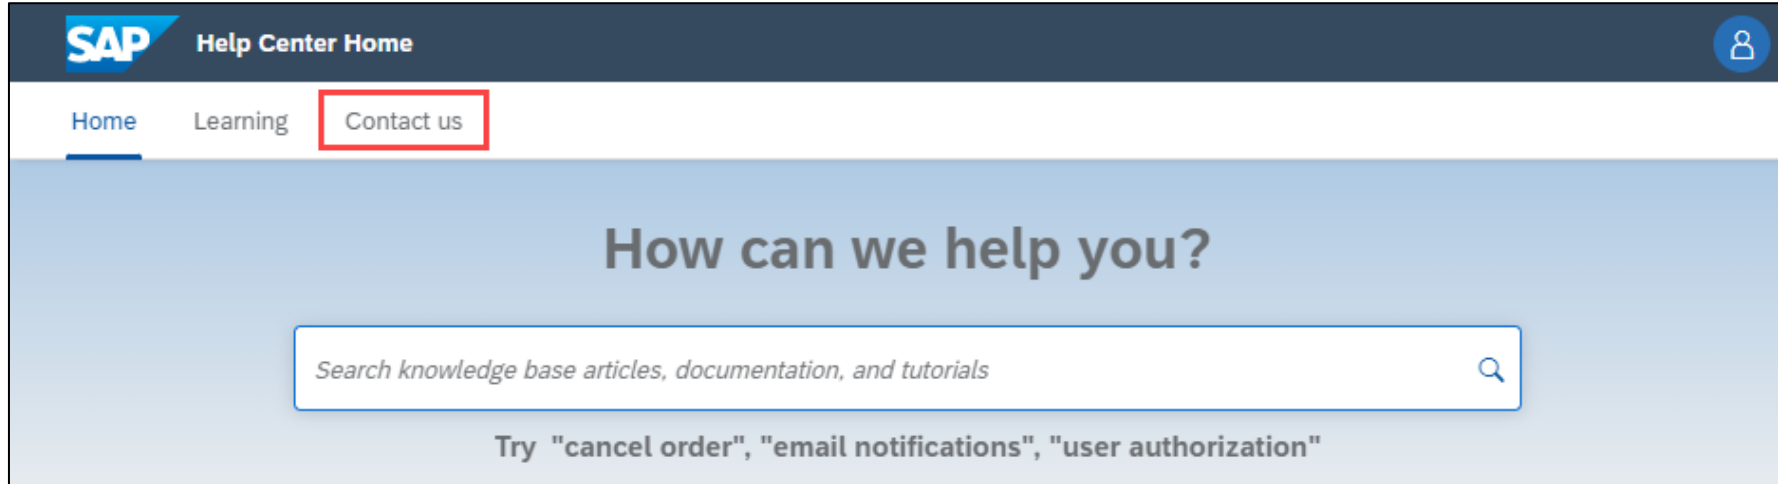 SAP Help Center Home
Home Learning Contact us
How can we help you?
Search knowledge base articles, documentation, and tutorials
Try "cancel order", "email notifications", "user authorization"